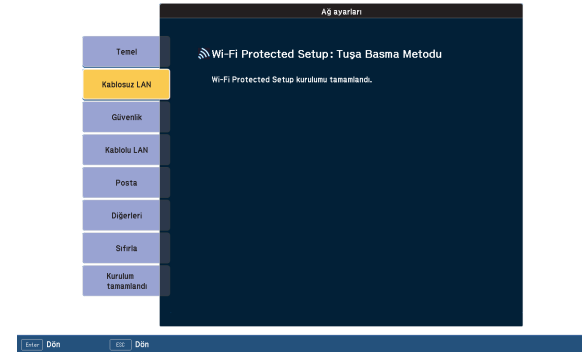 Ağ ayarları
Temel
Kablosuz LAN
Güvenlik
Kablolu LAN
Posta
Diğerleri
Sıfırla
Kurulum
tamamlandı
Wi-Fi Protected Setup: Tuşa Basma Metodu
Wi-Fi Protected Setup kurulumu tamamlandı.
Enter Dön
ESC Dön